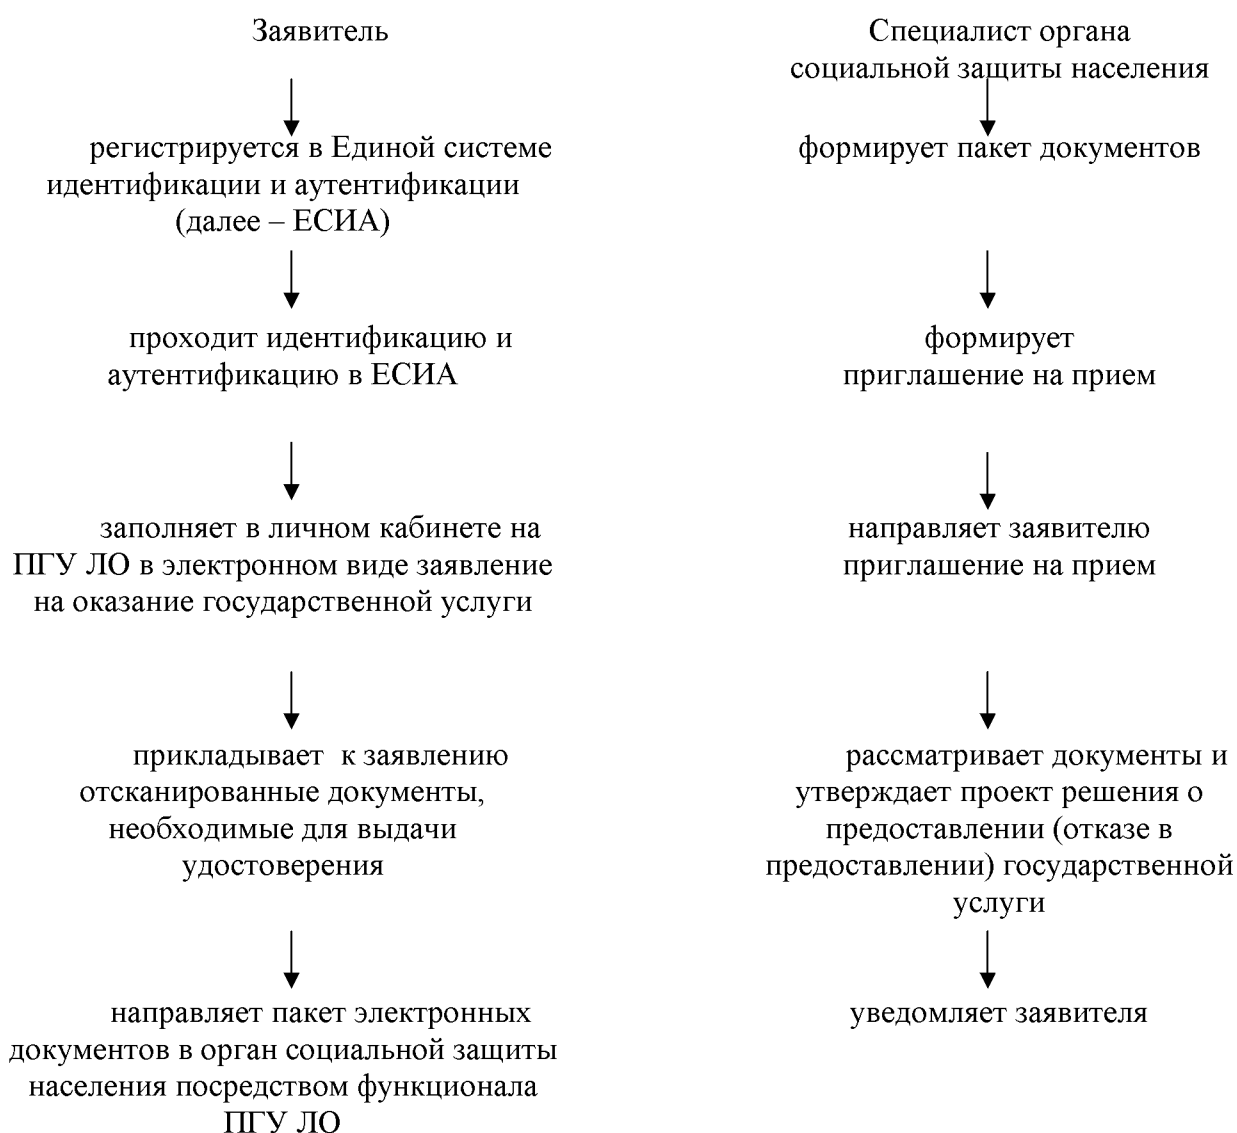 Заявитель
регистрируется в Единой системе
идентификации и аутентификации
(далее – ЕСИА)
проходит идентификацию и
аутентификацию в ЕСИА
заполняет в личном кабинете на
ПГУ ЛО в электронном виде заявление
на оказание государственной услуги
прикладывает к заявлению
отсканированные документы,
необходимые для выдачи
удостоверения
направляет пакет электронных
документов в орган социальной защиты
населения посредством функционала
ПГУ ЛО
Специалист органа
социальной защиты населения
формирует пакет документов
формирует
приглашение на прием
направляет заявителю
приглашение на прием
рассматривает документы и
утверждает проект решения о
предоставлении (отказе в
предоставлении) государственной
услуги
уведомляет заявителя